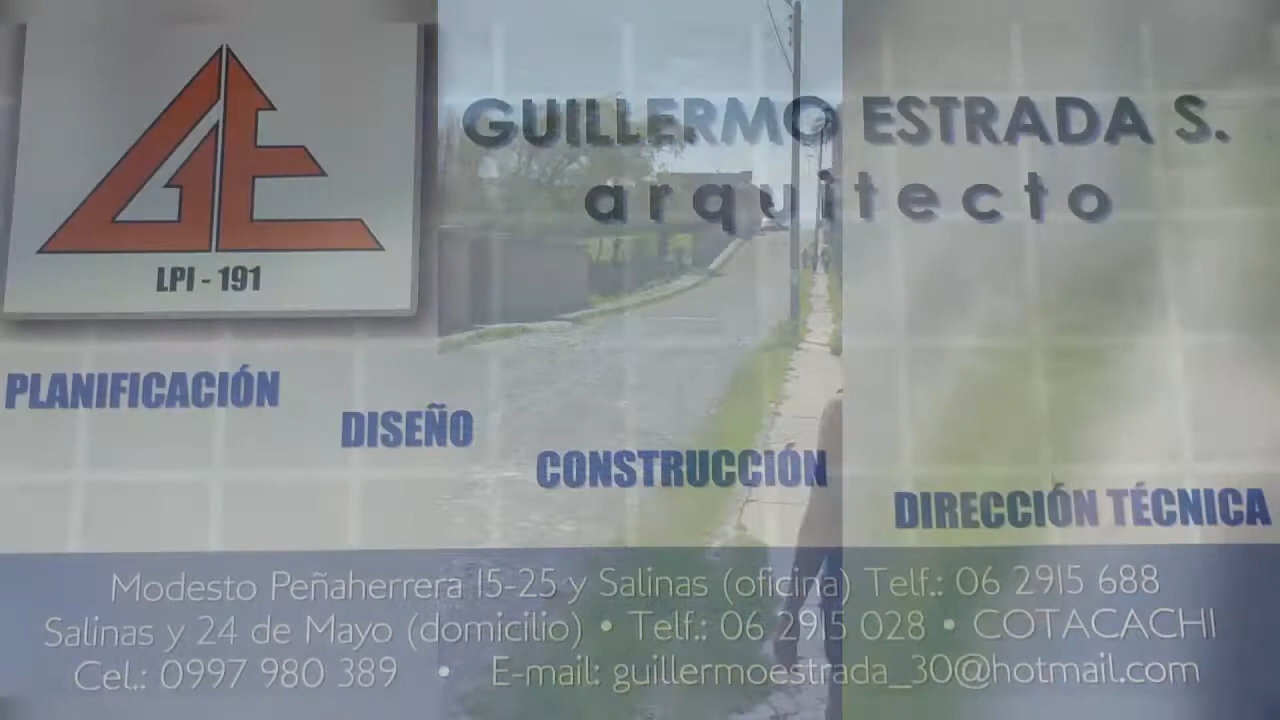 GUILLERMO ESTRADA S.
arquitecto
GE
LPI - 191
PLANIFICACIÓN
DISEÑO
CONSTRUCCIÓN
DIRECCIÓN TÉCNICA
Modesto Peñaherrera 15-25 y Salinas (oficina) Telf.: 06 2915 688
Salinas y 24 de Mayo (domicilio) • Telf.: 06 2915 028 • COTACACHI
Cel.: 0997 980 389 • E-mail: guillermoestrada_30@hotmail.com